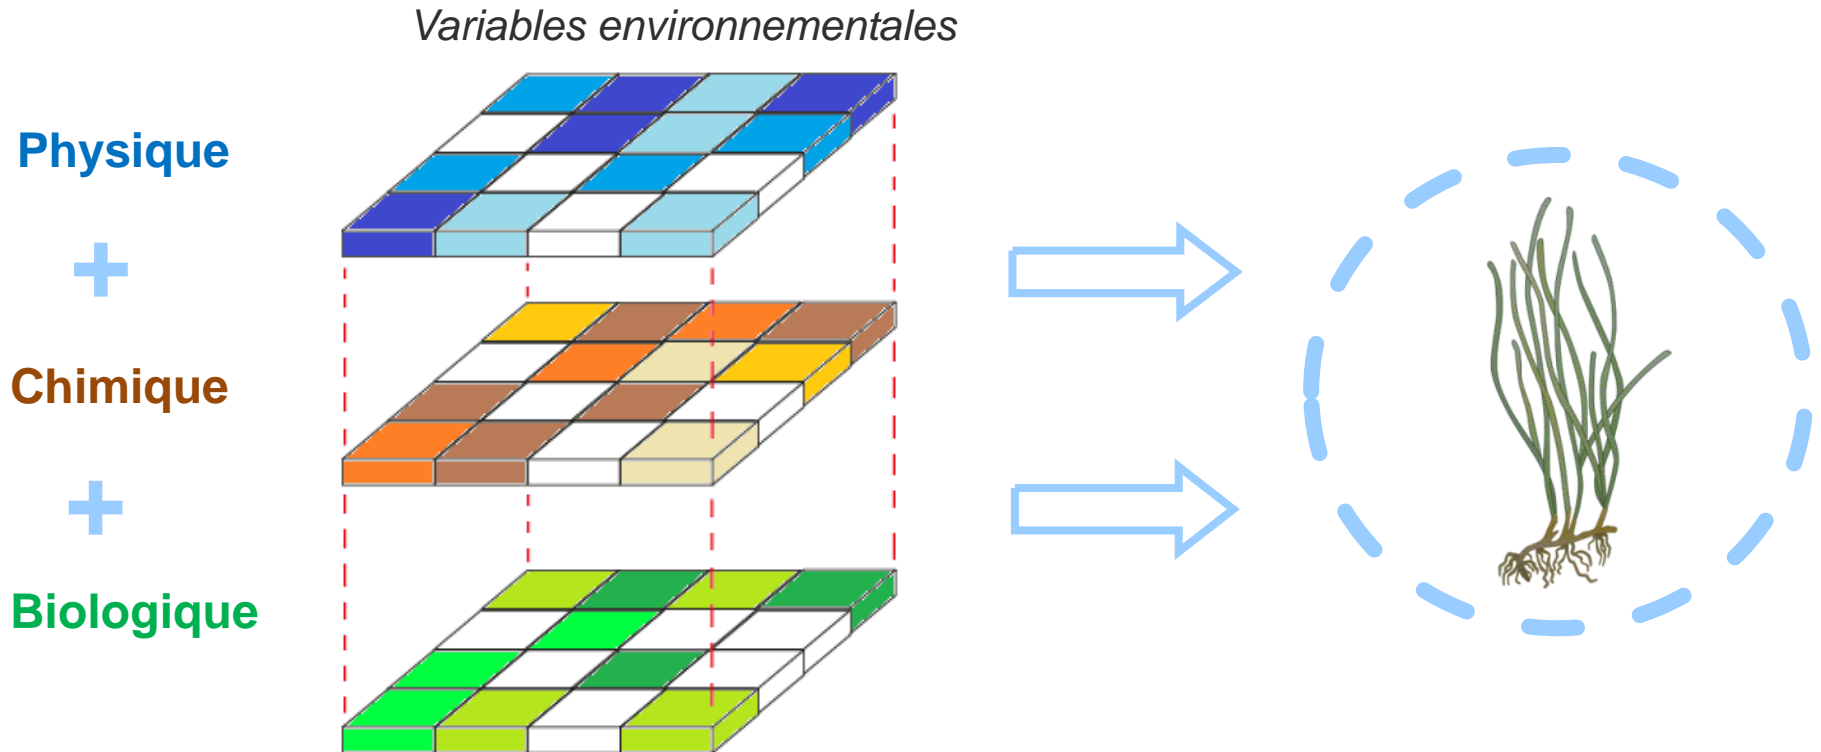 Variables environnementales
Physique
+
Chimique
+
Biologique